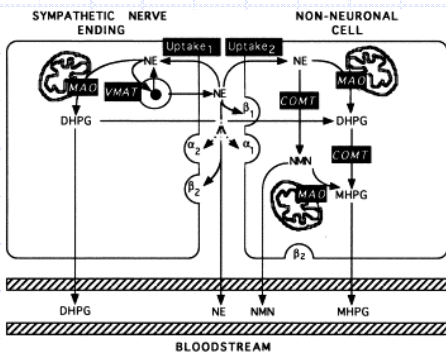 SYMPATHETIC NERVE
ENDING
NON-NEURONAL
CELL
Uptake1
Uptake2
NE
NE
MAO
VMAT
NE
MAO
COMT
β1
DHPG
DHPG
α2
α1
COMT
NMN
β2
MAO
MHPG
β2
DHPG
NE
NMN
MHPG
BLOODSTREAM